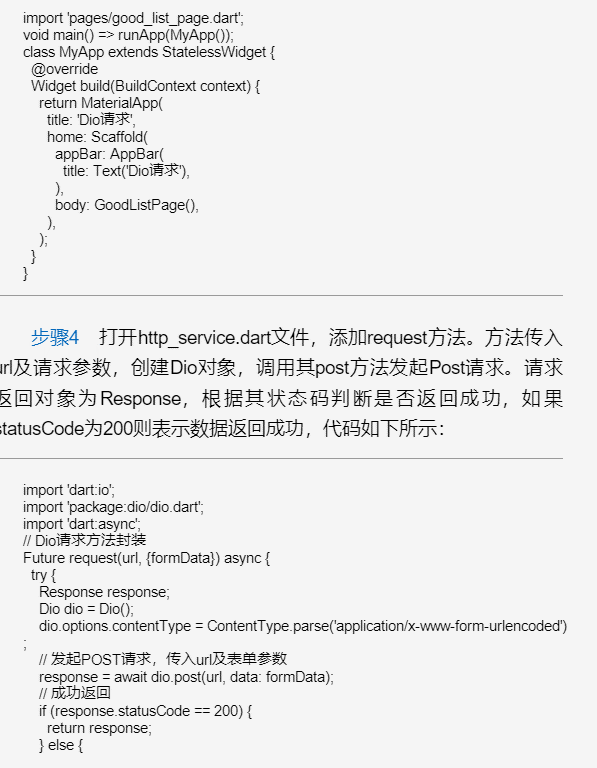 import 'pages/good_list_page.dart';
void main() => runApp(MyApp());
class MyApp extends StatelessWidget {
@override
Widget build(BuildContext context) {
return MaterialApp(
title: 'Dio请求',
home: Scaffold(
appBar: AppBar(
title: Text('Dio请求'),
),
body: GoodListPage(),
),
);
}
}
步骤4 打开http_service.dart文件，添加request方法。方法传入
url及请求参数，创建Dio对象，调用其post方法发起Post请求。请求
返回对象为Response，根据其状态码判断是否返回成功，如果
statusCode为200则表示数据返回成功，代码如下所示：
import 'dart:io';
import 'package:dio/dio.dart';
import 'dart:async';
// Dio请求方法封装
Future request(url, {formData}) async {
try {
Response response;
Dio dio = Dio();
dio.options.contentType = ContentType.parse('application/x-www-form-urlencoded')
;
// 发起POST请求，传入url及表单参数
response = await dio.post(url, data: formData);
// 成功返回
if (response.statusCode == 200) {
return response;
} else {